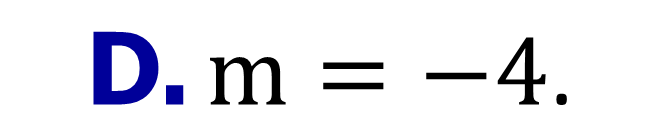 D. m = −4.